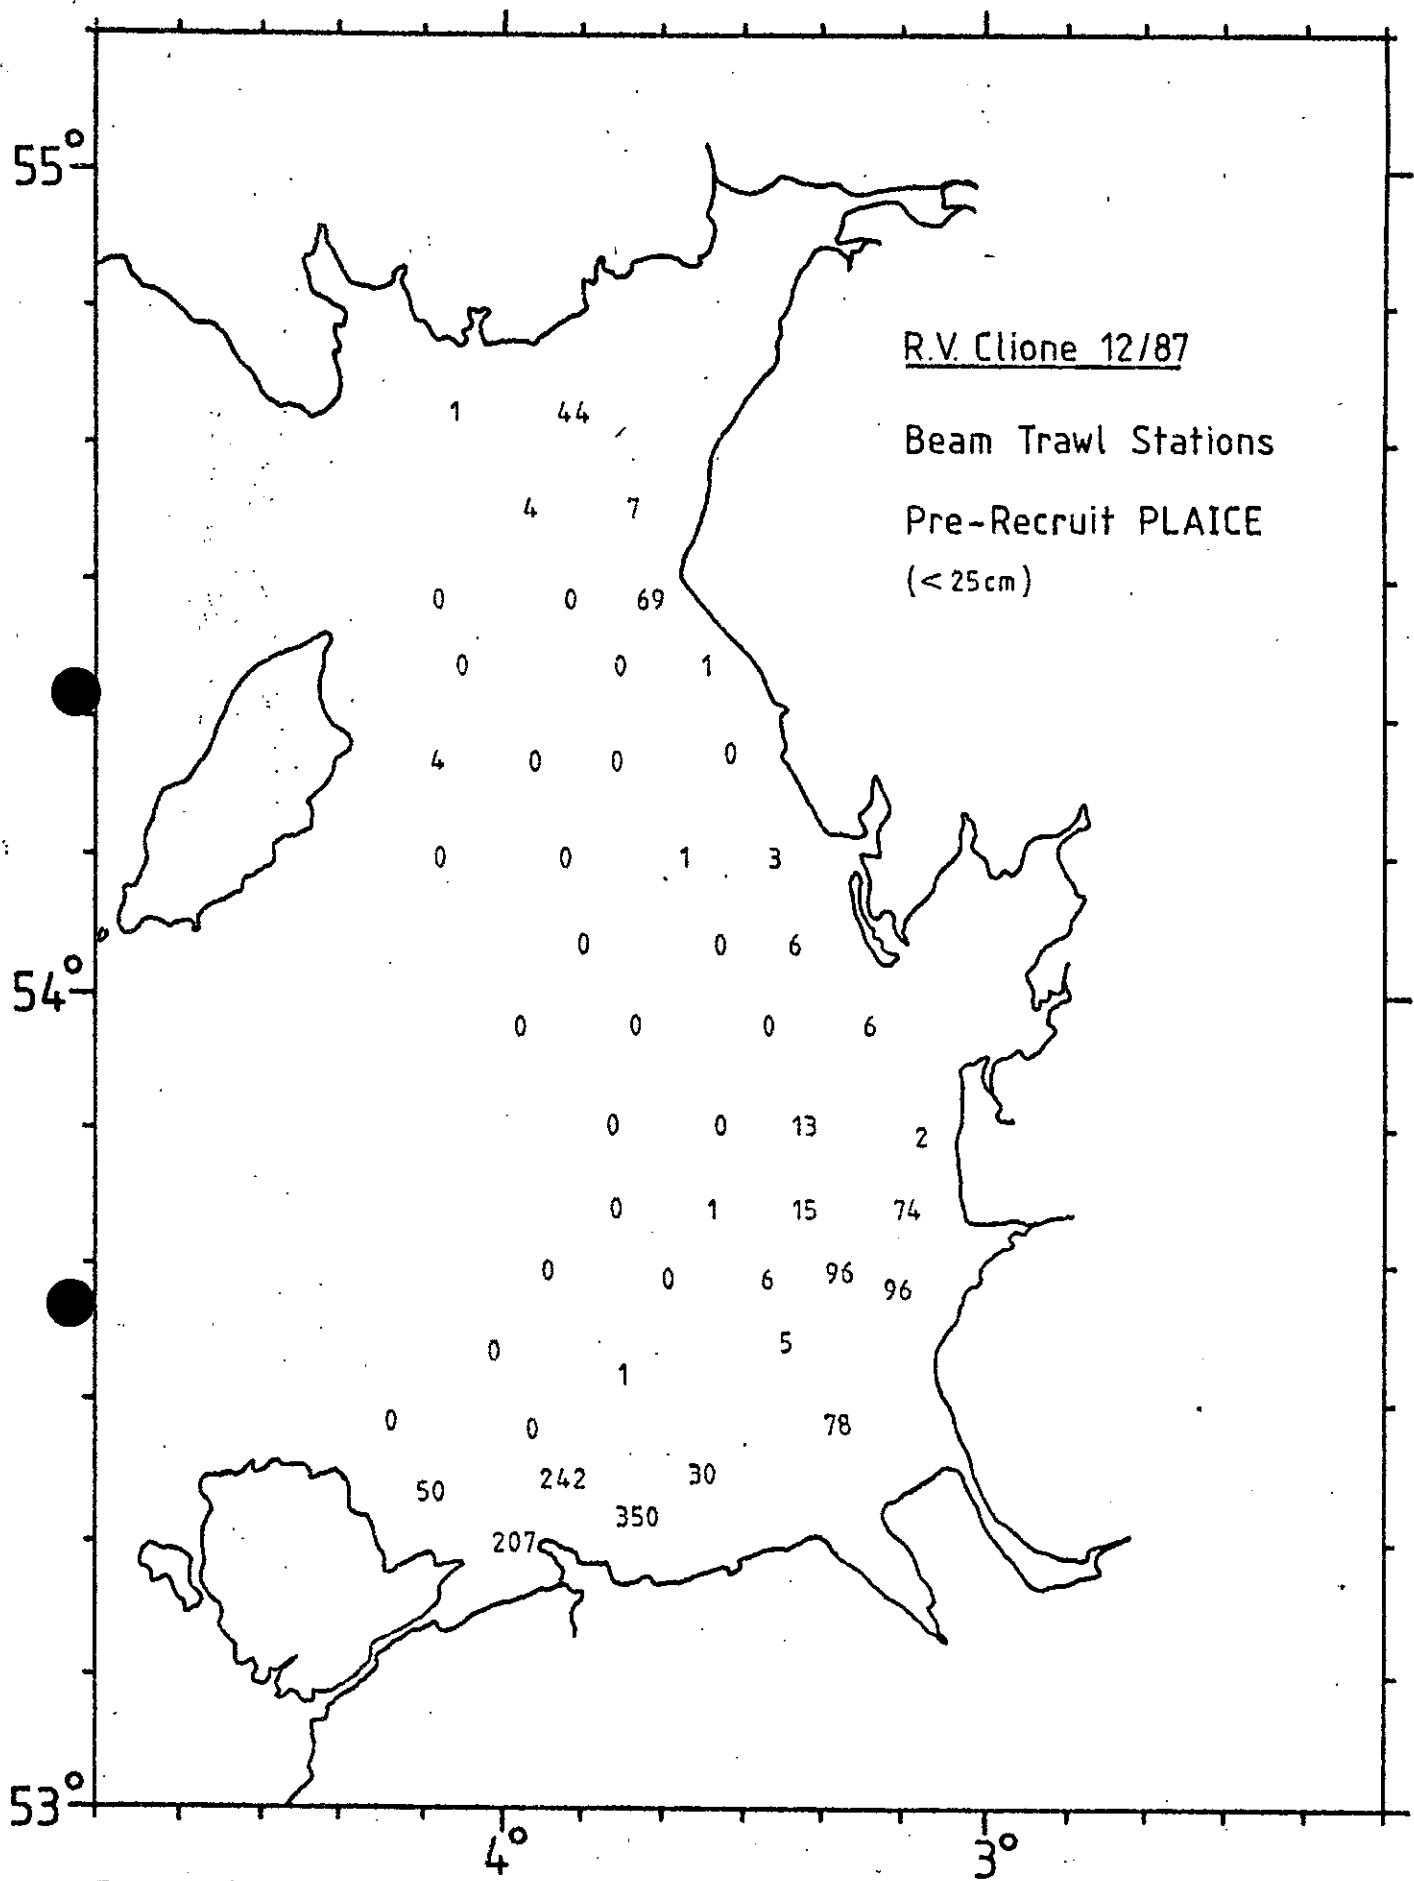 55°
R.V. Clione 12/87
1 44
Beam Trawl Stations
4 7
Pre-Recruit PLAICE
(< 25cm)
0 0 69
0 0 1
4 0 0 0
0 0 1 3
0 0 6
54°
0 0 0 6
0 0 13 2
0 1 15 74
0 0 6 96 96
0 1 5
0 0 78
50 242 30
207 350
53°
4° 3°